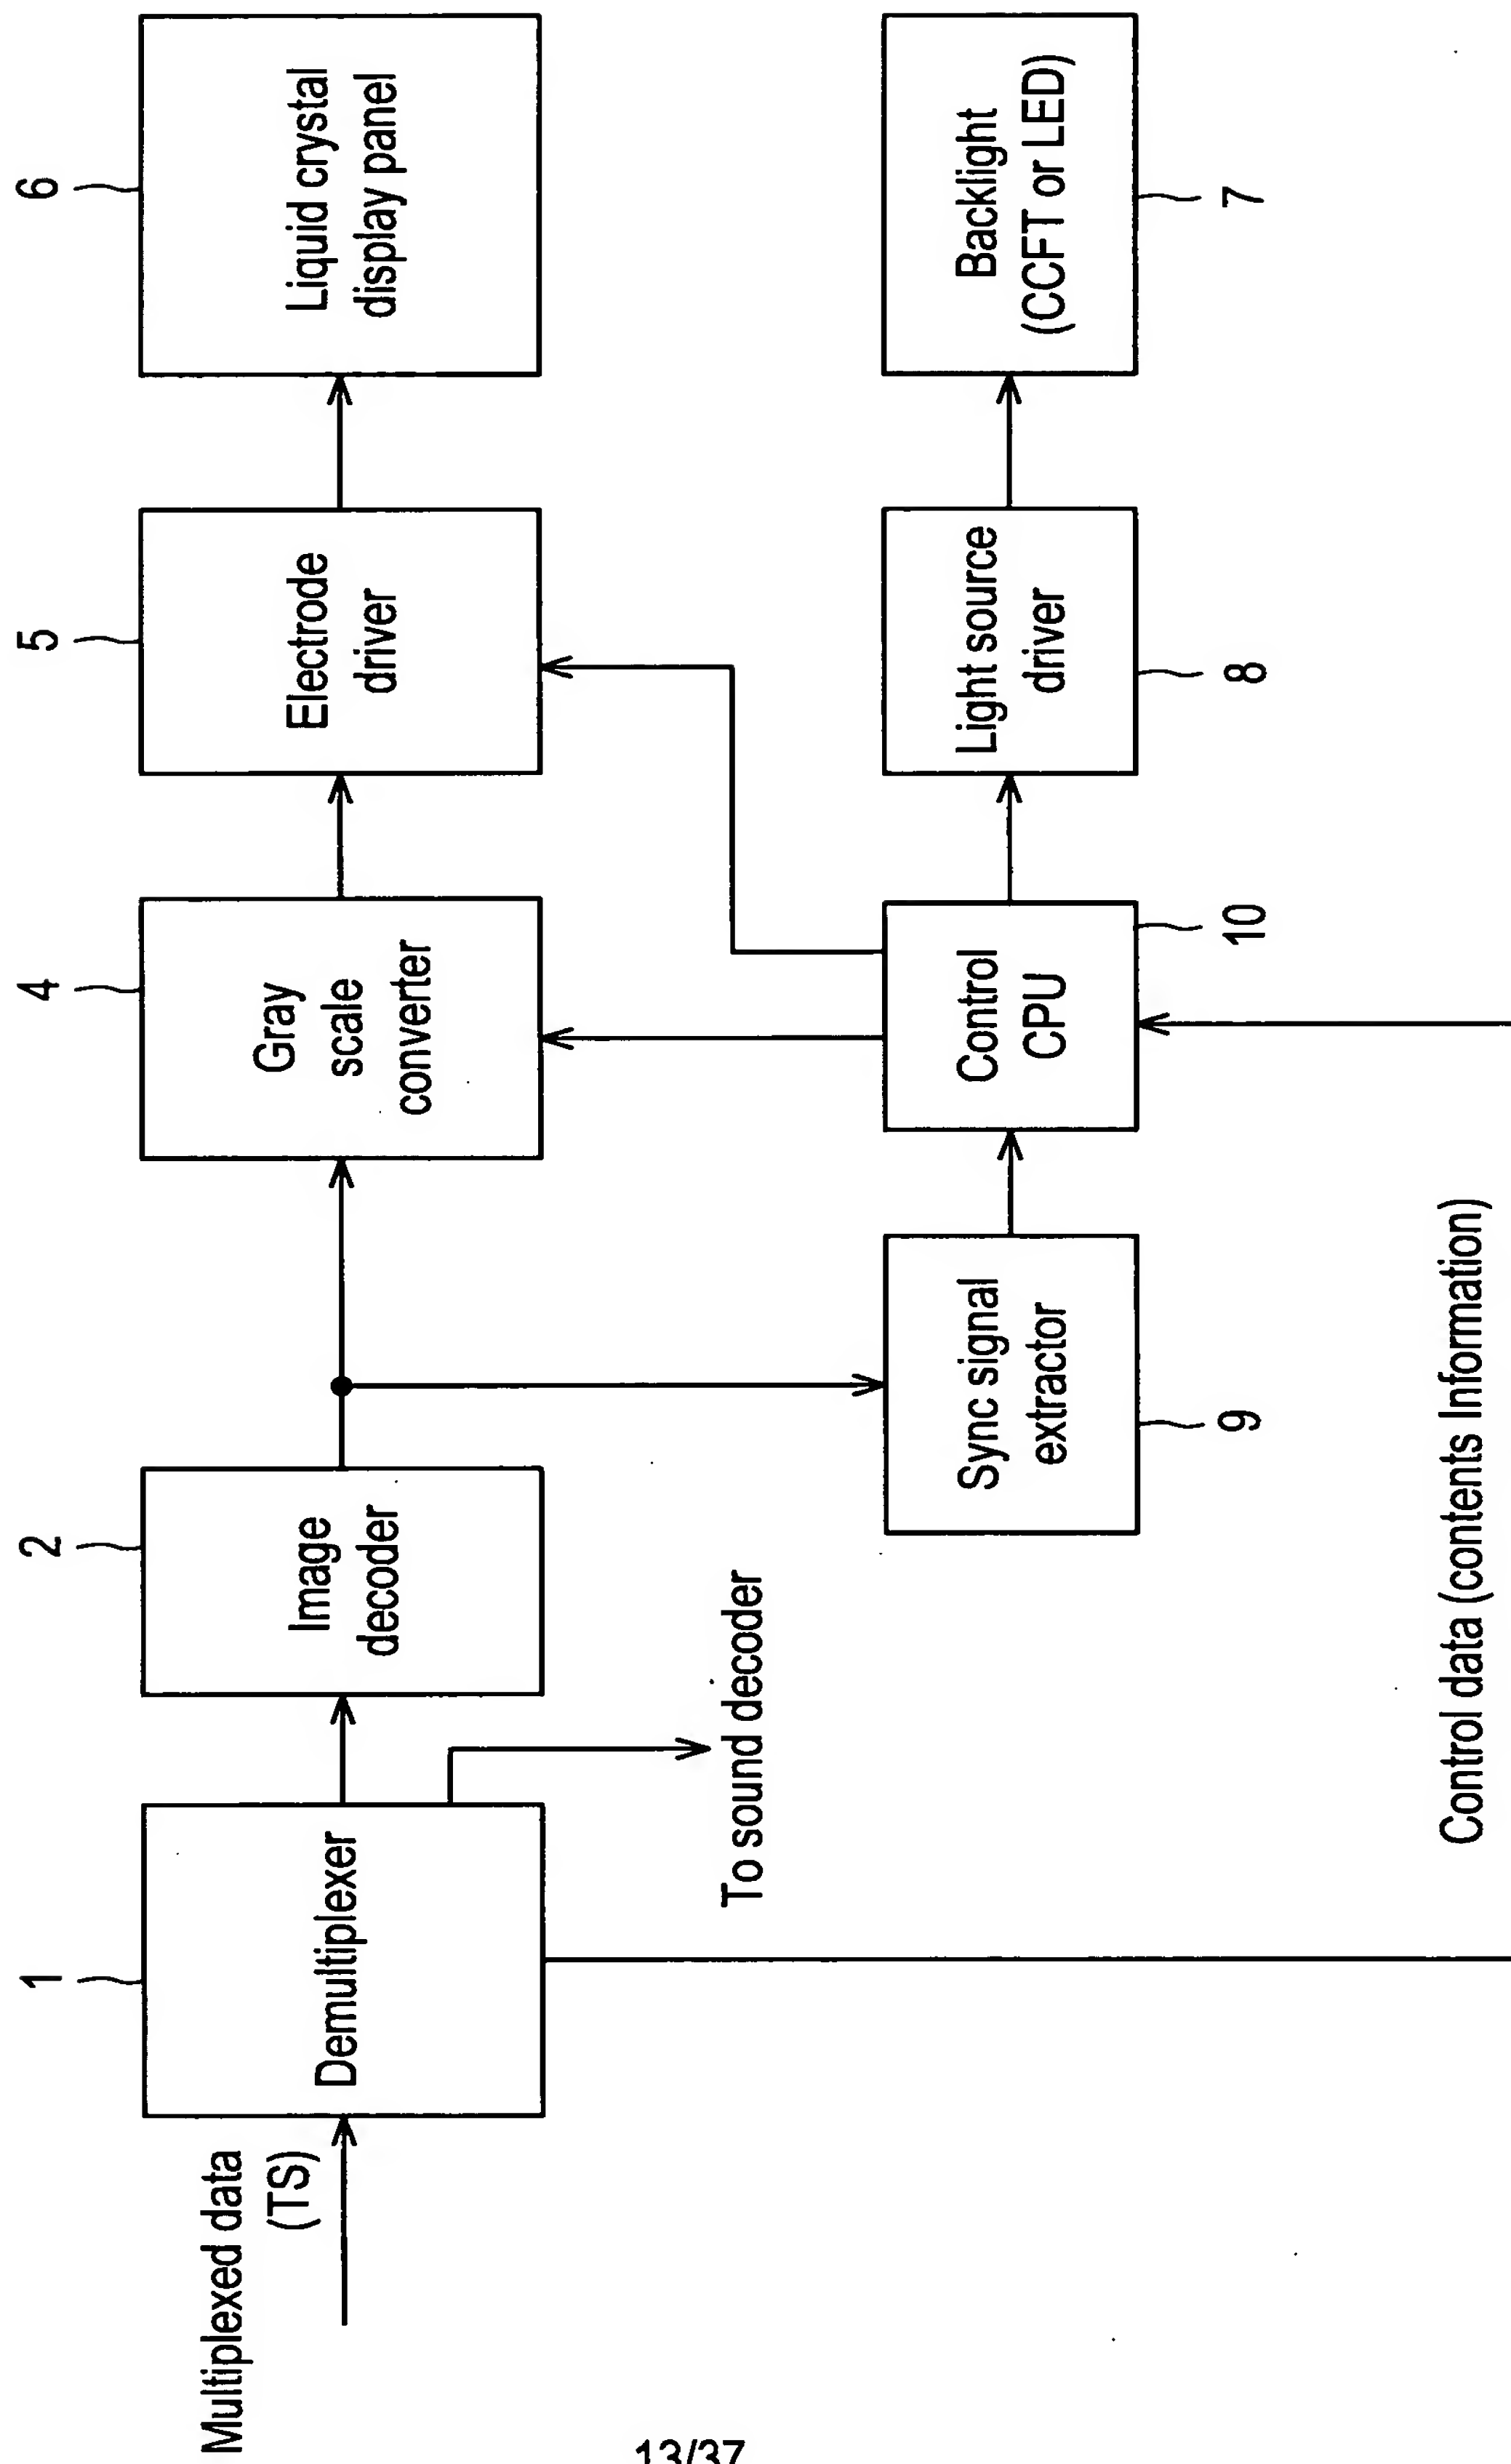 Multiplexed data
(TS)
1
Demultiplexer
To sound decoder
2
Image
decoder
4
Gray
scale
converter
5
Electrode
driver
6
Liquid crystal
display panel
Sync signal
extractor
9
Control
CPU
10
Light source
driver
8
Backlight
(CCFT or LED)
7
Control data (contents Information)
13/37